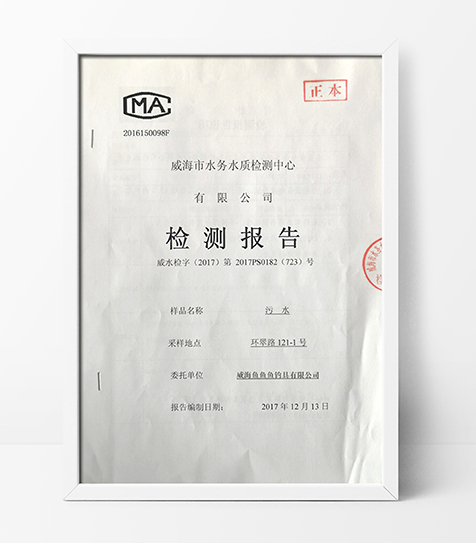 正本
CMA
2016150098F
威海市水务水质检测中心
有限公司
检测报告
威水检字（2017）第 2017PS0182（723）号
样品名称 污 水
采样地点 环翠路 121-1 号
委托单位 威海鱼鱼鱼钓具有限公司
报告编制日期： 2017 年 12 月 13 日